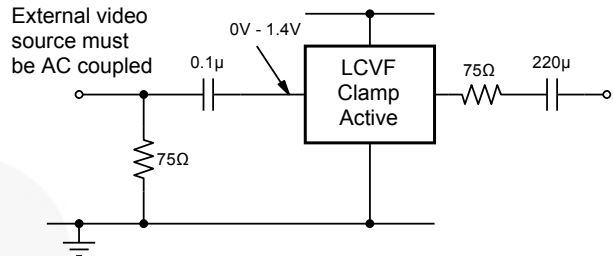 External video
source must
be AC coupled
0V - 1.4V
0.1μ
LCVF
Clamp
Active
75Ω
220μ
75Ω